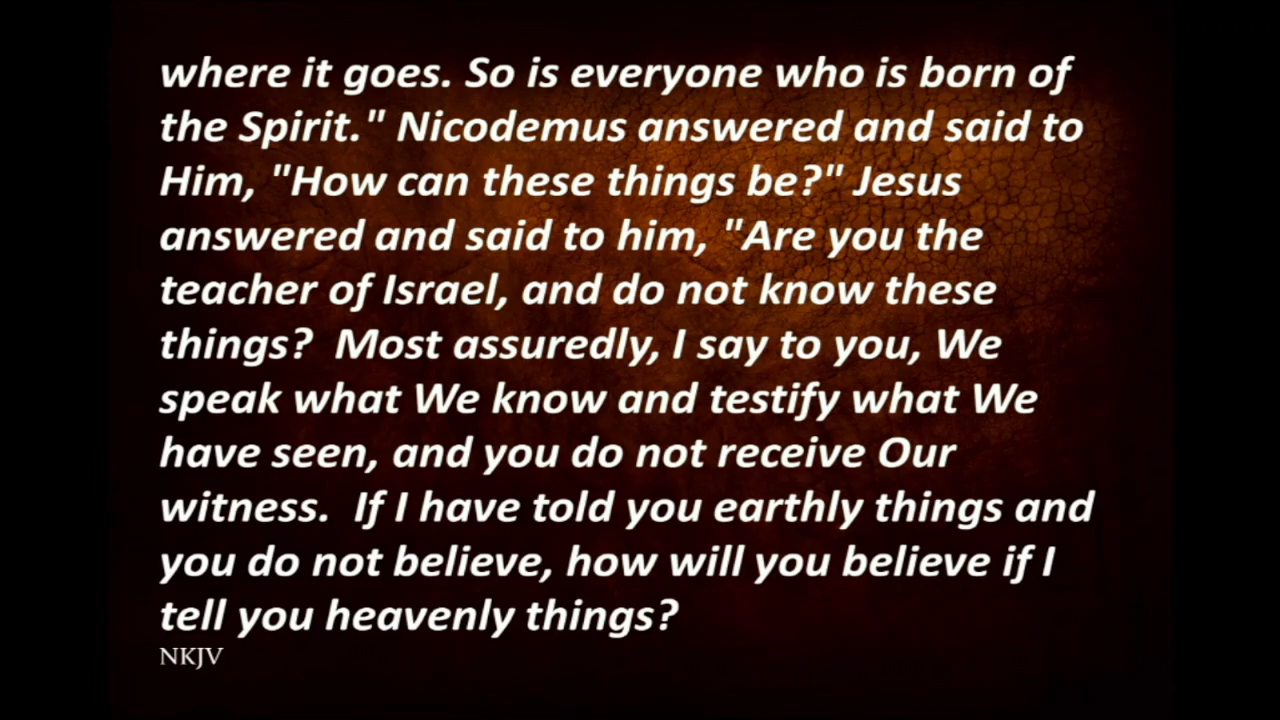 where it goes. So is everyone who is born of
the Spirit." Nicodemus answered and said to
Him, "How can these things be?" Jesus
answered and said to him, "Are you the
teacher of Israel, and do not know these
things?  Most assuredly, I say to you, We
speak what We know and testify what We
have seen, and you do not receive Our
witness.  If I have told you earthly things and
you do not believe, how will you believe if I
tell you heavenly things?
NKJV